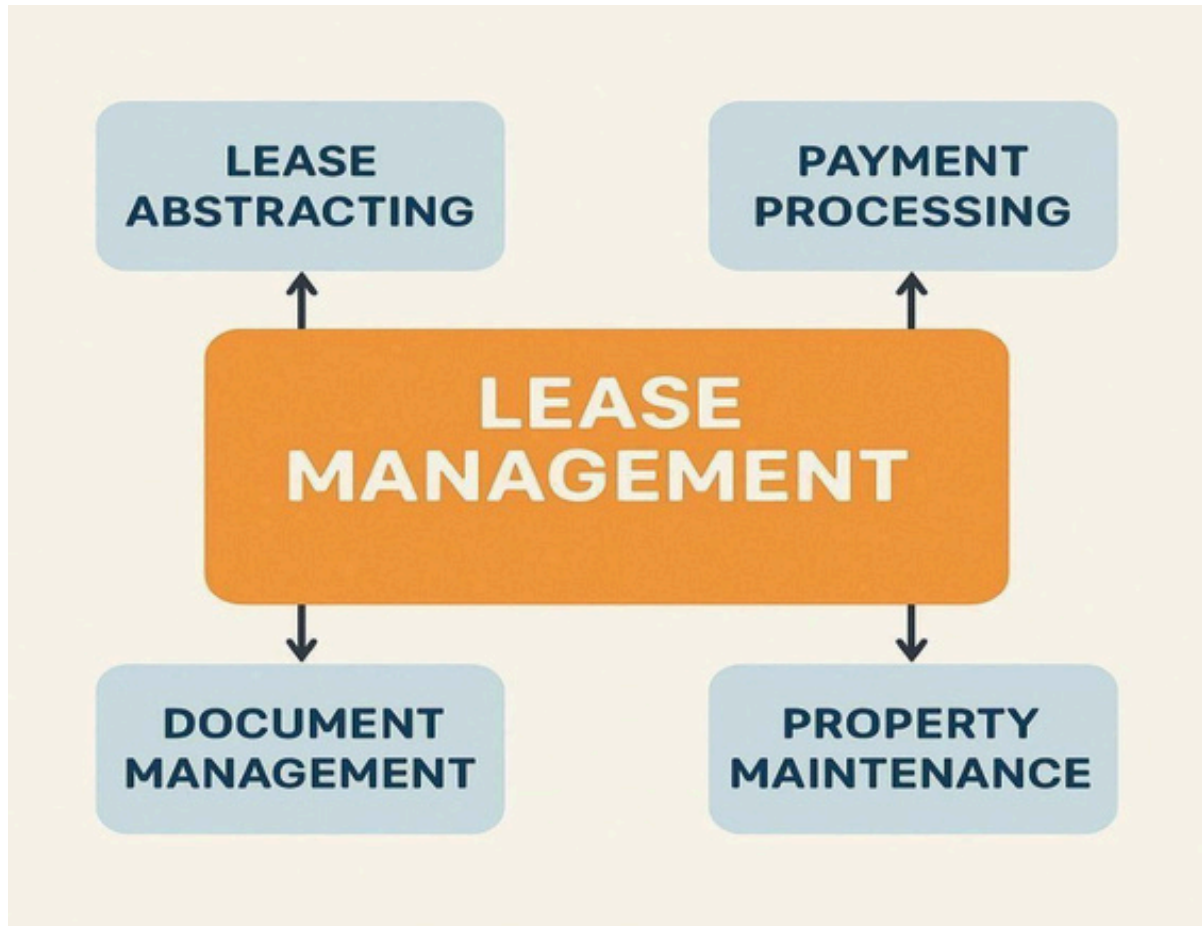 LEASE
ABSTRACTING
PAYMENT
PROCESSING
LEASE
MANAGEMENT
DOCUMENT
MANAGEMENT
PROPERTY
MAINTENANCE